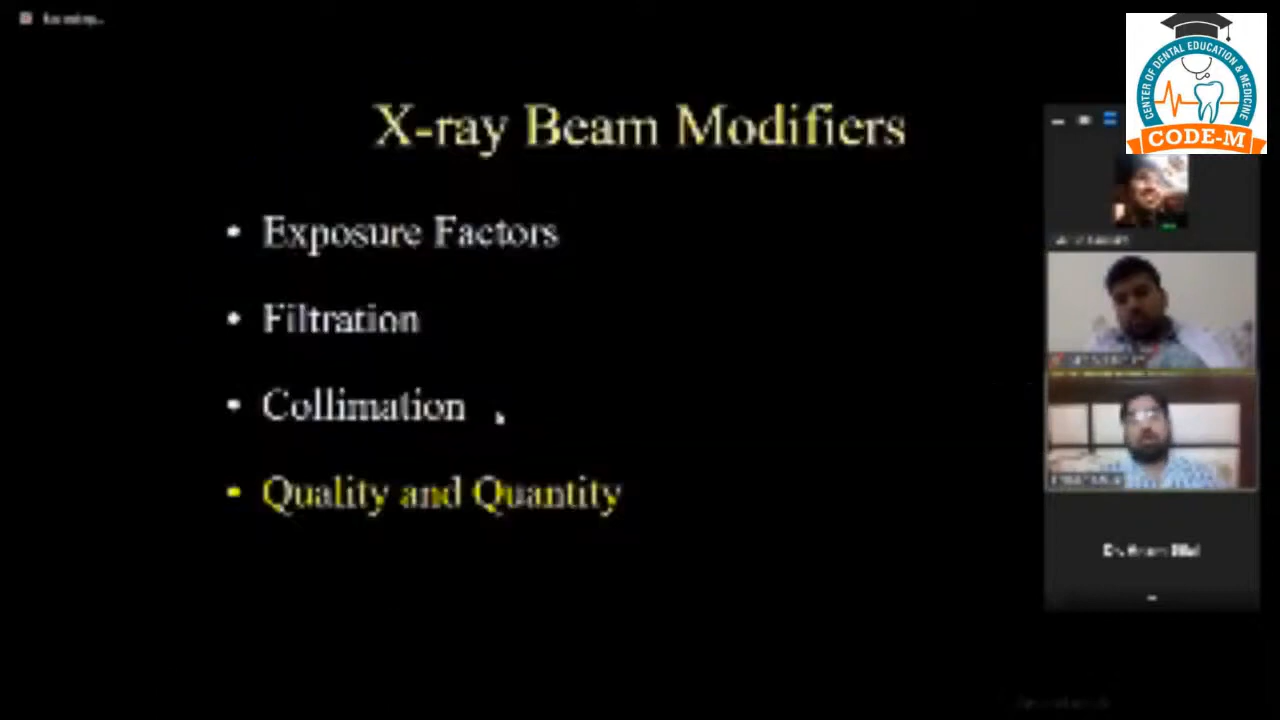 X-ray Beam Modifiers
• Exposure Factors
• Filtration
• Collimation
• Quality and Quantity
CENTER OF DENTAL EDUCATION & MEDICINE
CODE-M